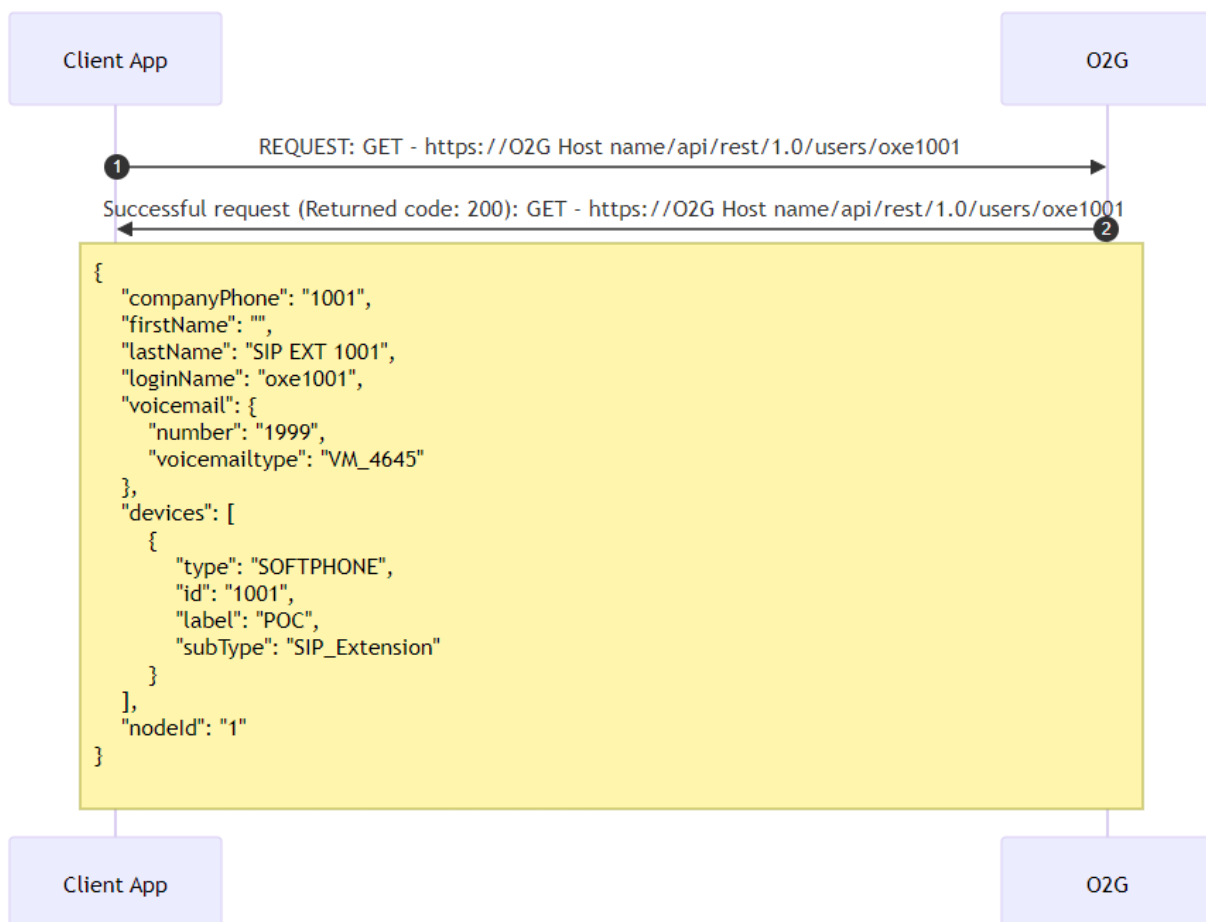 Client App
O2G
REQUEST: GET - https://O2G Host name/api/rest/1.0/users/oxe1001
1
Successful request (Returned code: 200): GET - https://O2G Host name/api/rest/1.0/users/oxe1001
2
{
"companyPhone": "1001",
"firstName": "",
"lastName": "SIP EXT 1001",
"loginName": "oxe1001",
"voicemail": {
"number": "1999",
"voicemailtype": "VM_4645"
},
"devices": [
{
"type": "SOFTPHONE",
"id": "1001",
"label": "POC",
"subType": "SIP_Extension"
}
],
"nodeId": "1"
}
Client App
O2G